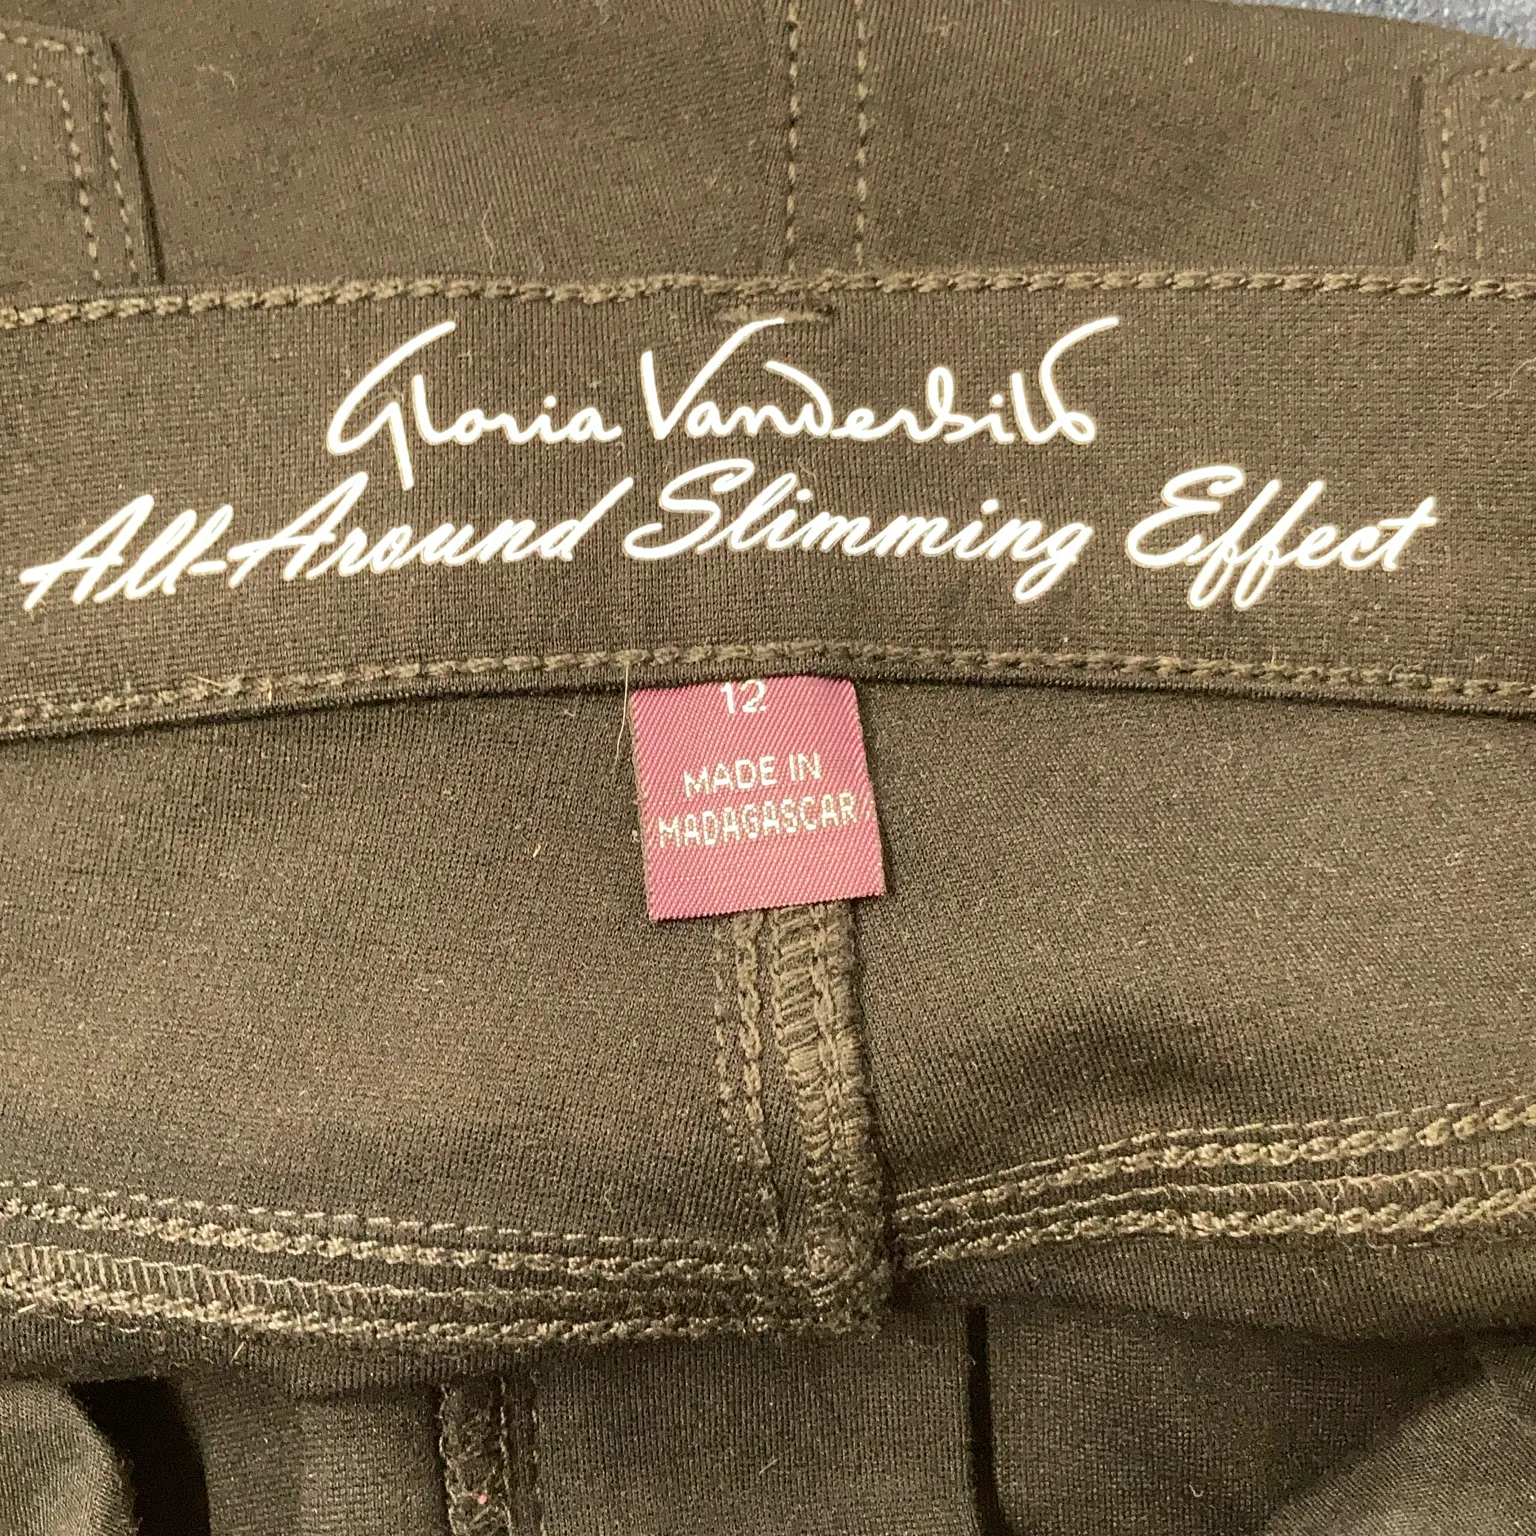 Gloria Vanderbilt
All-Around Slimming Effect
12
MADE IN
MADAGASCAR